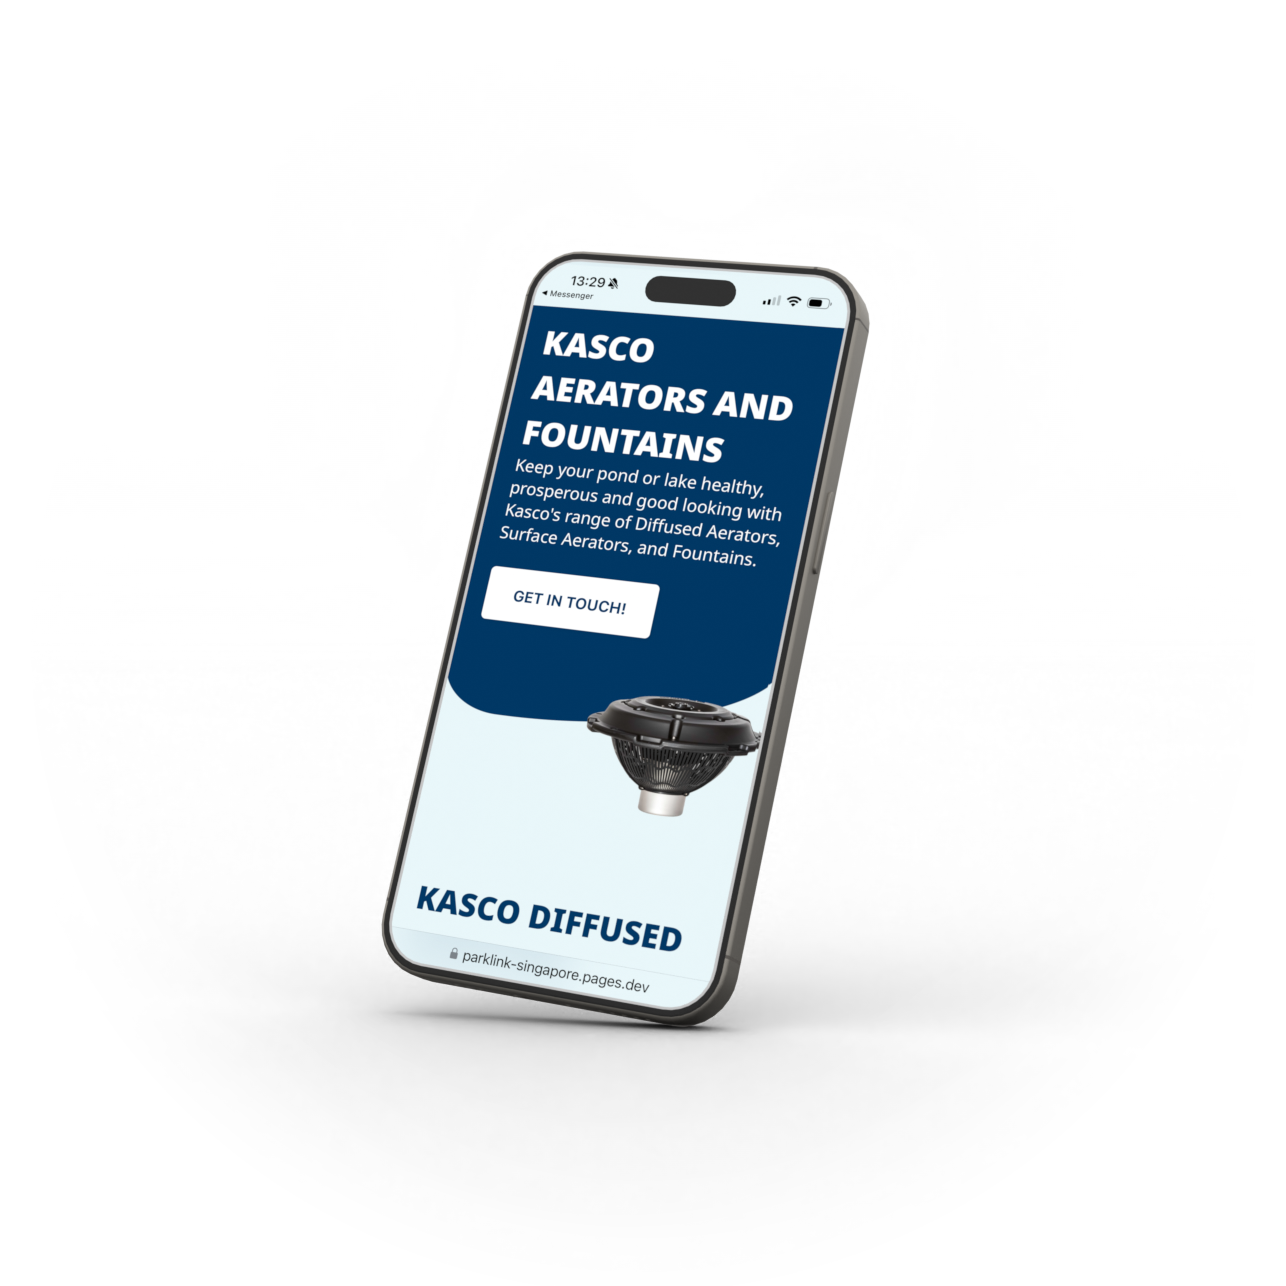 13:29
◀ Messenger
KASCO
AERATORS AND
FOUNTAINS
Keep your pond or lake healthy,
prosperous and good looking with
Kasco's range of Diffused Aerators,
Surface Aerators, and Fountains.
GET IN TOUCH!
KASCO DIFFUSED
parklink-singapore.pages.dev